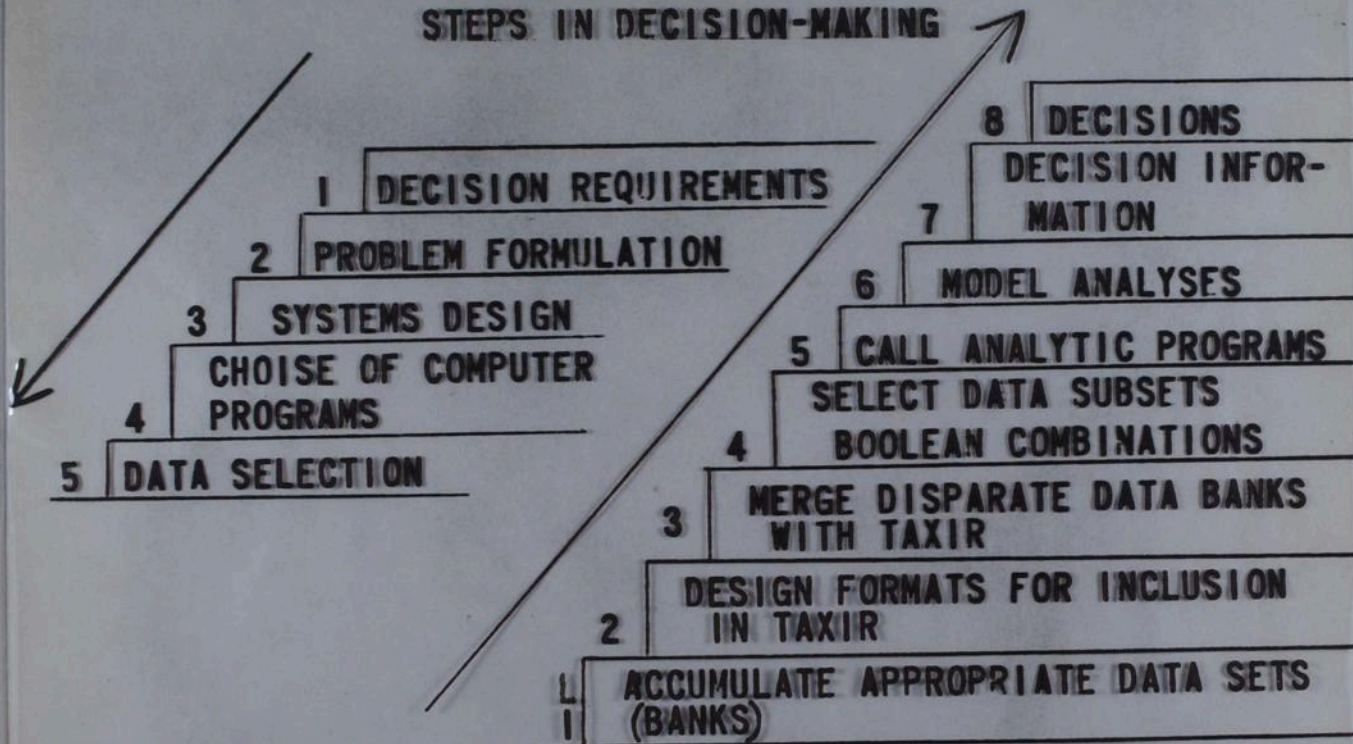 STEPS IN DECISION-MAKING
1 DECISION REQUIREMENTS
2 PROBLEM FORMULATION
3 SYSTEMS DESIGN
CHOISE OF COMPUTER
4 PROGRAMS
5 DATA SELECTION
8 DECISIONS
DECISION INFOR-
7 MATION
6 MODEL ANALYSES
5 CALL ANALYTIC PROGRAMS
SELECT DATA SUBSETS
4 BOOLEAN COMBINATIONS
MERGE DISPARATE DATA BANKS
3 WITH TAXIR
DESIGN FORMATS FOR INCLUSION
2 IN TAXIR
1 ACCUMULATE APPROPRIATE DATA SETS
(BANKS)